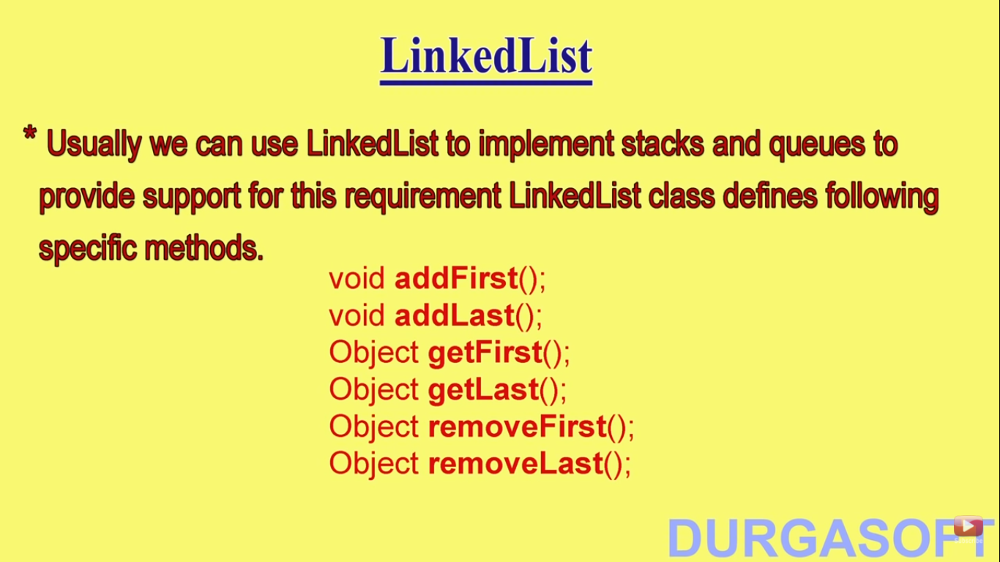 LinkedList
* Usually we can use LinkedList to implement stacks and queues to
provide support for this requirement LinkedList class defines following
specific methods.
void addFirst();
void addLast();
Object getFirst();
Object getLast();
Object removeFirst();
Object removeLast();
DURGASOFT
Subscribe